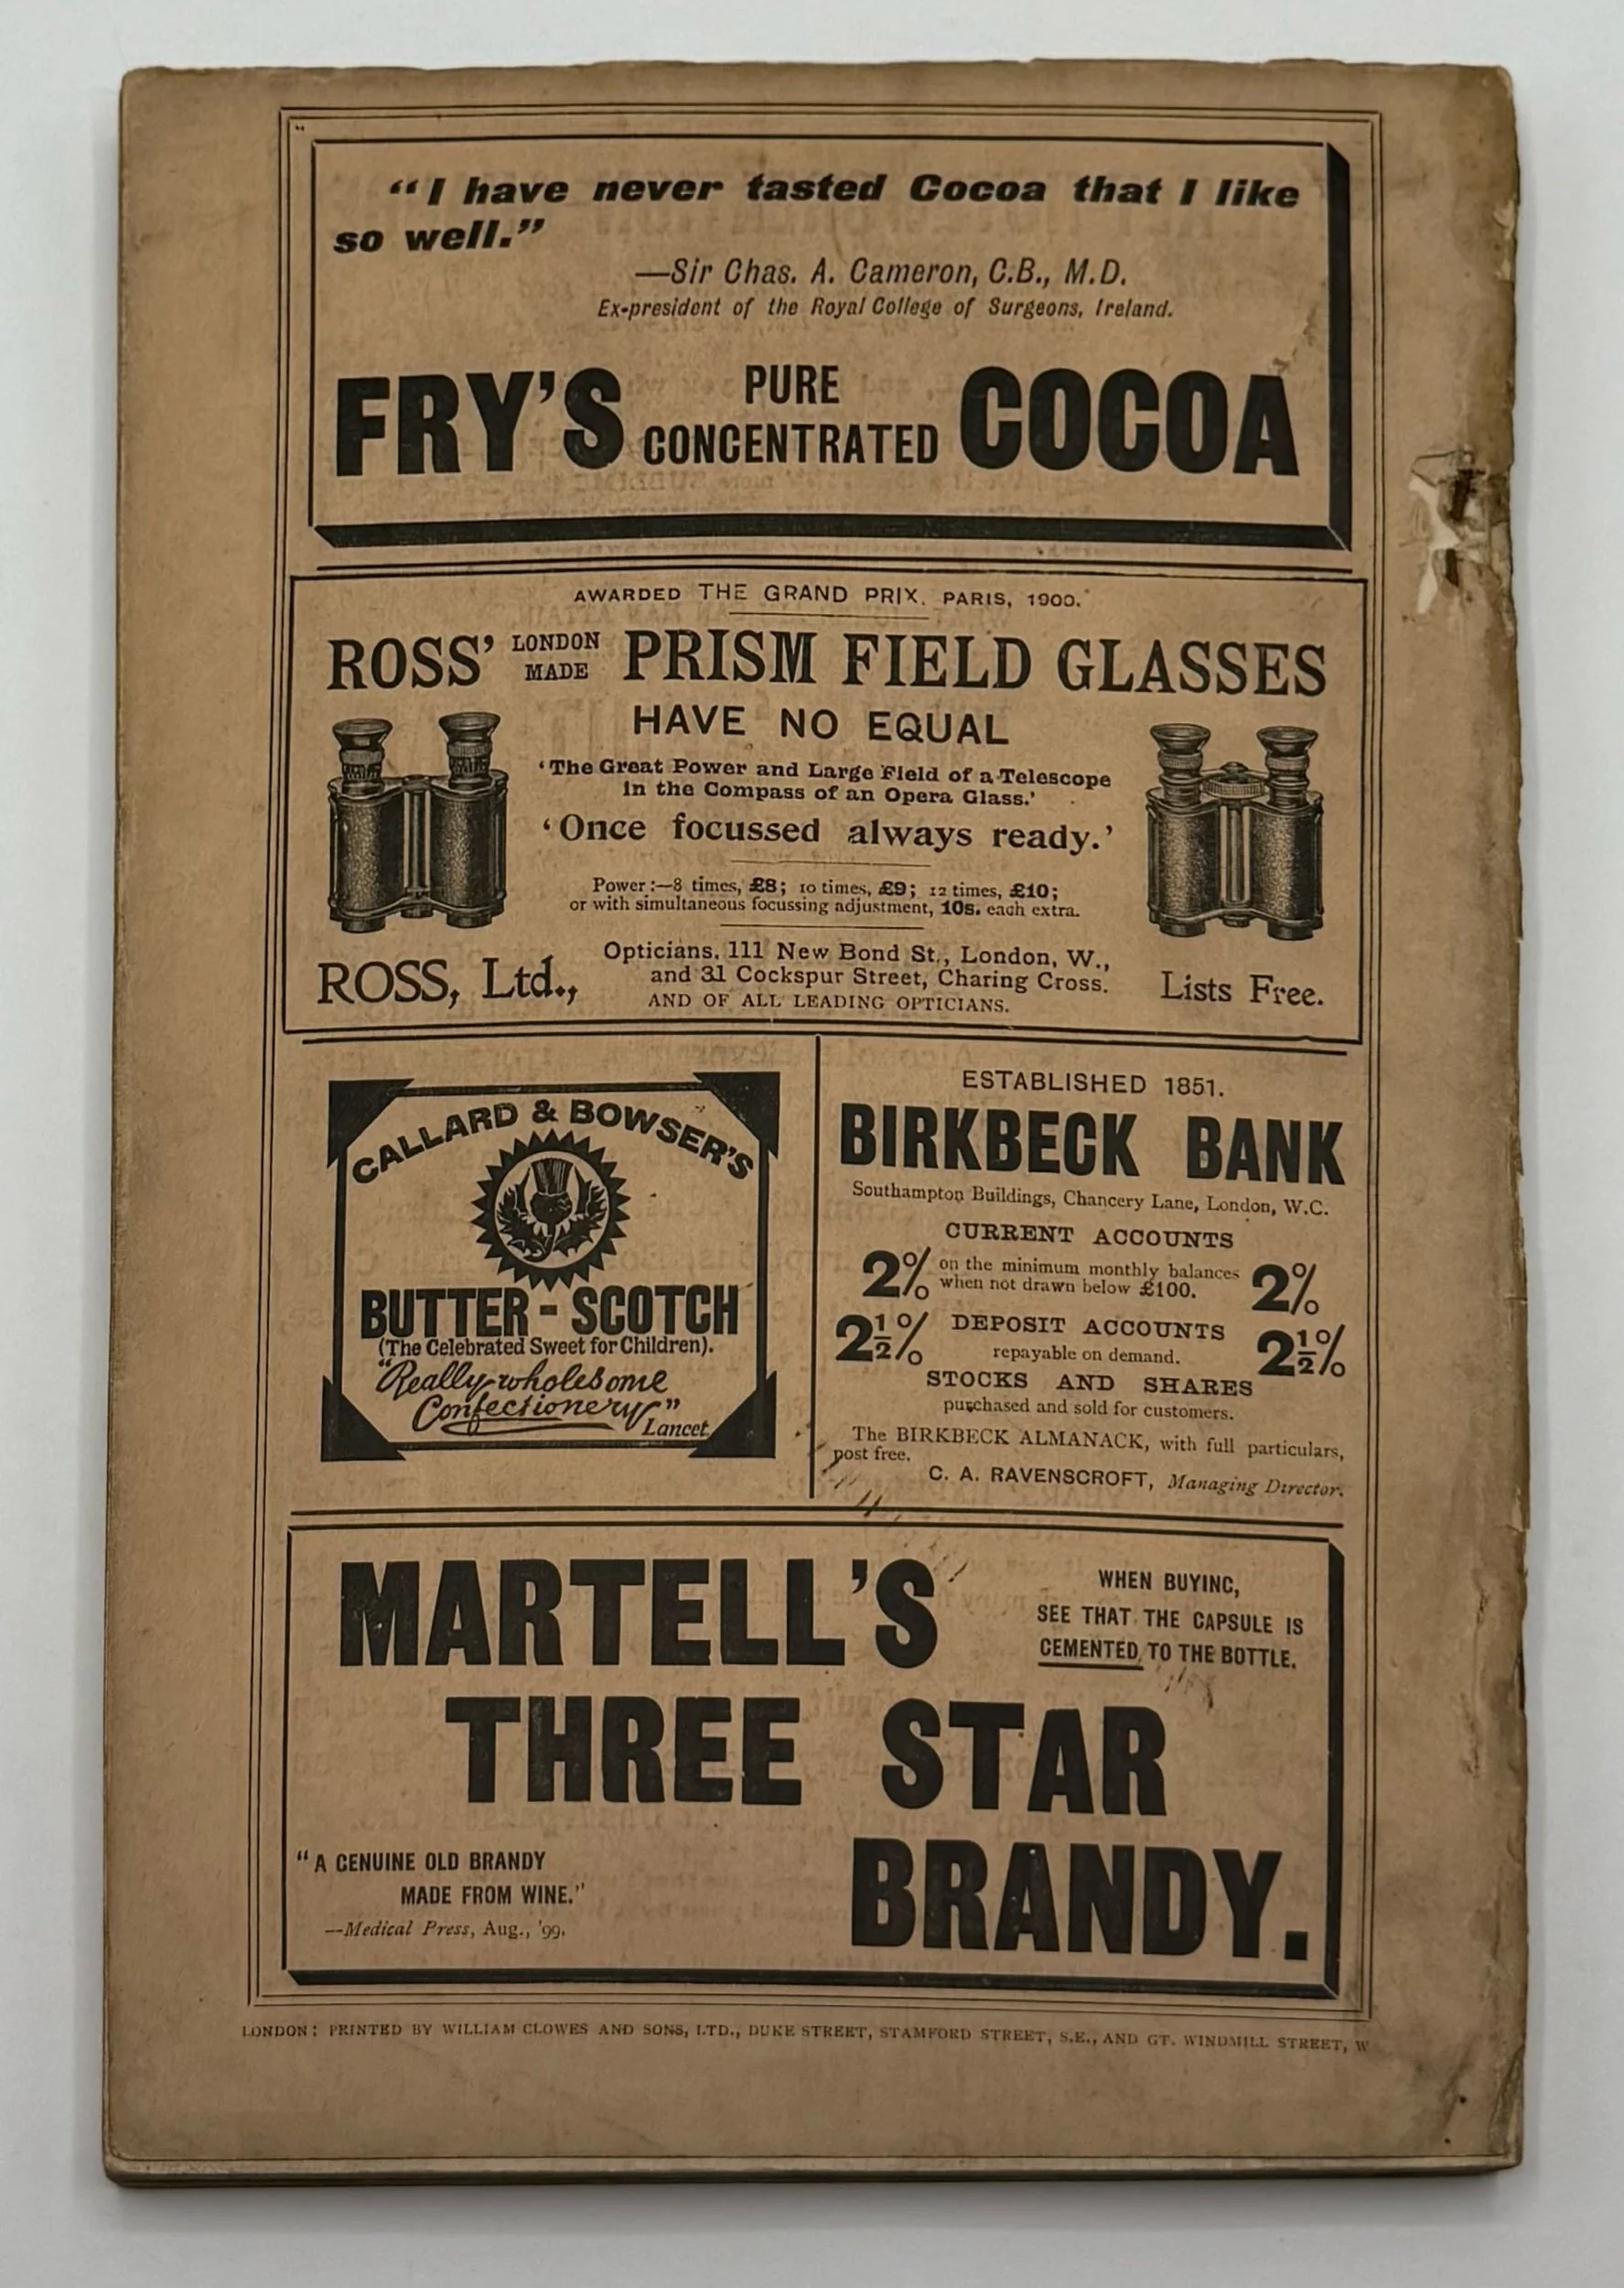 “I have never tasted Cocoa that I like
so well.”
—Sir Chas. A. Cameron, C.B., M.D.
Ex-president of the Royal College of Surgeons, Ireland.
FRY'S PURE CONCENTRATED COCOA
AWARDED THE GRAND PRIX, PARIS, 1900.
ROSS' LONDON MADE PRISM FIELD GLASSES
HAVE NO EQUAL
‘The Great Power and Large Field of a Telescope
in the Compass of an Opera Glass.’
‘Once focussed always ready.’
Power:—8 times, £8; 10 times, £9; 12 times, £10;
or with simultaneous focussing adjustment, 10s. each extra.
ROSS, Ltd., Opticians, 111 New Bond St., London, W.,
and 31 Cockspur Street, Charing Cross.
AND OF ALL LEADING OPTICIANS.
Lists Free.
CALLARD & BOWSER'S
BUTTER-SCOTCH
(The Celebrated Sweet for Children).
“Really wholesome
Confectionery”
Lancet
ESTABLISHED 1851.
BIRKBECK BANK
Southampton Buildings, Chancery Lane, London, W.C.
CURRENT ACCOUNTS
2% on the minimum monthly balances when not drawn below £100. 2%
2½% DEPOSIT ACCOUNTS repayable on demand. 2½%
STOCKS AND SHARES
purchased and sold for customers.
The BIRKBECK ALMANACK, with full particulars,
post free.
C. A. RAVENSCROFT, Managing Director.
MARTELL'S
WHEN BUYING,
SEE THAT THE CAPSULE IS
CEMENTED TO THE BOTTLE.
THREE STAR
BRANDY.
“A GENUINE OLD BRANDY
MADE FROM WINE.”
—Medical Press, Aug., '99.
LONDON: PRINTED BY WILLIAM CLOWES AND SONS, LTD., DUKE STREET, STAMFORD STREET, S.E., AND GT. WINDMILL STREET, W